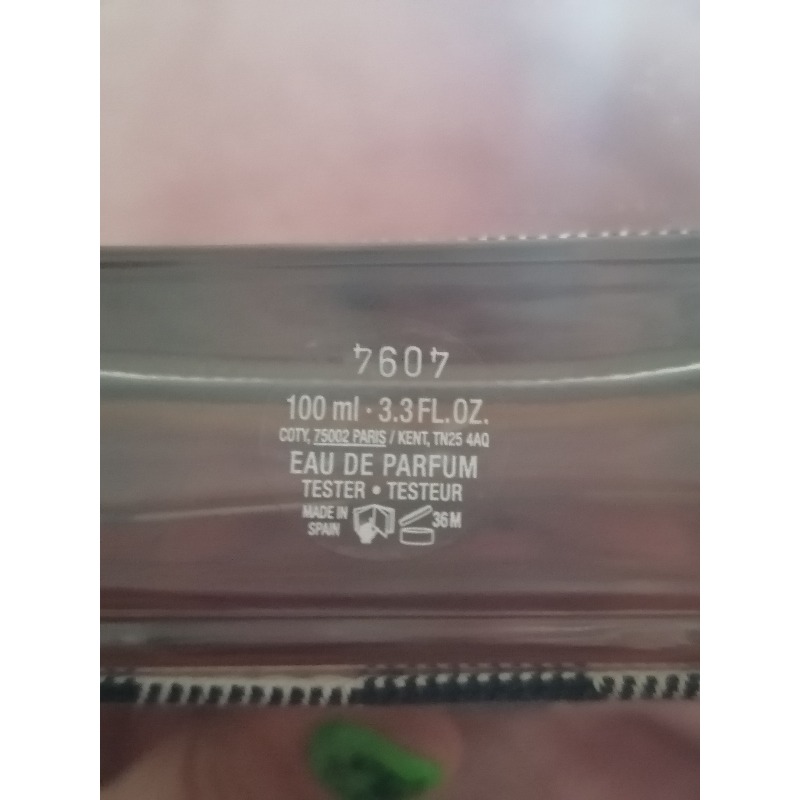 4094
100 ml · 3.3 FL. OZ.
COTY, 75002 PARIS / KENT, TN25 4AQ
EAU DE PARFUM
TESTER • TESTEUR
MADE IN
SPAIN
36 M